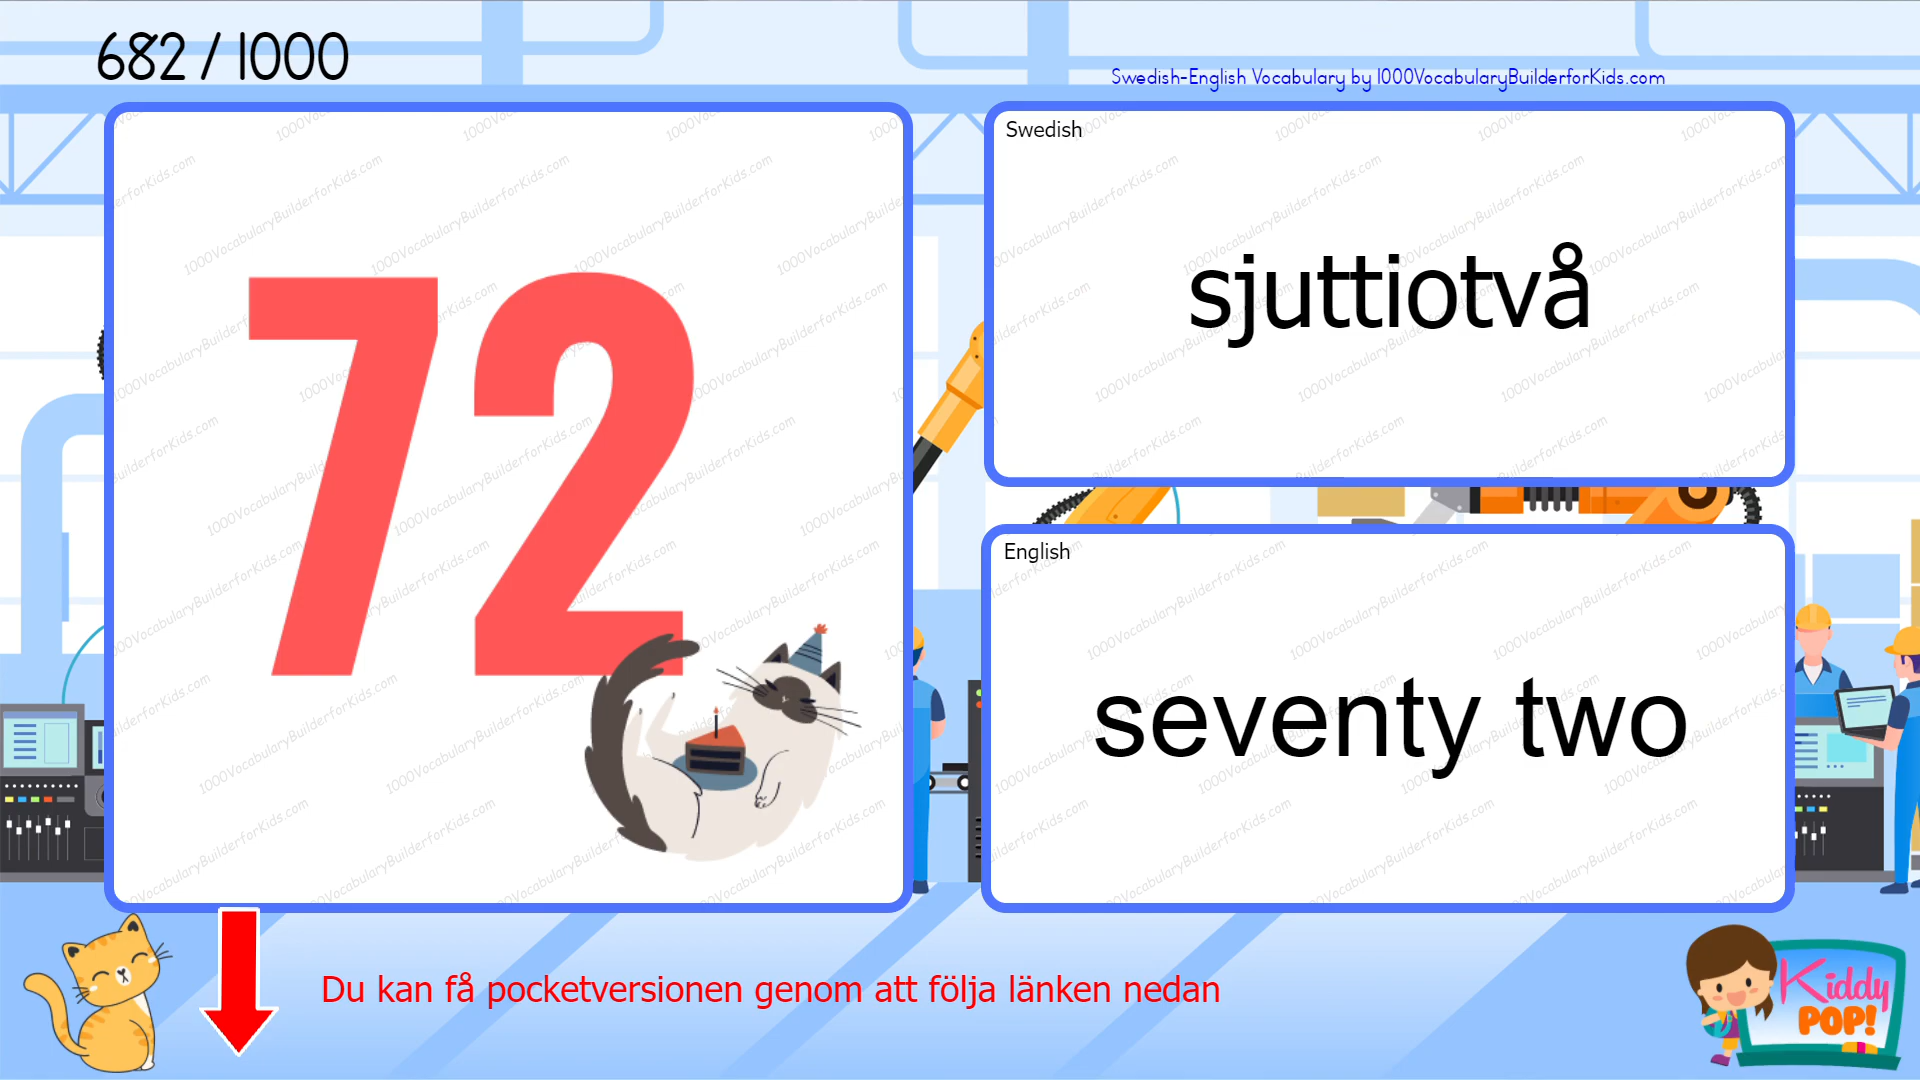 682 / 1000
Swedish-English Vocabulary by 1000VocabularyBuilderforKids.com
72
Swedish
sjuttiotvå
English
seventy two
Du kan få pocketversionen genom att följa länken nedan
Kiddy
POP!